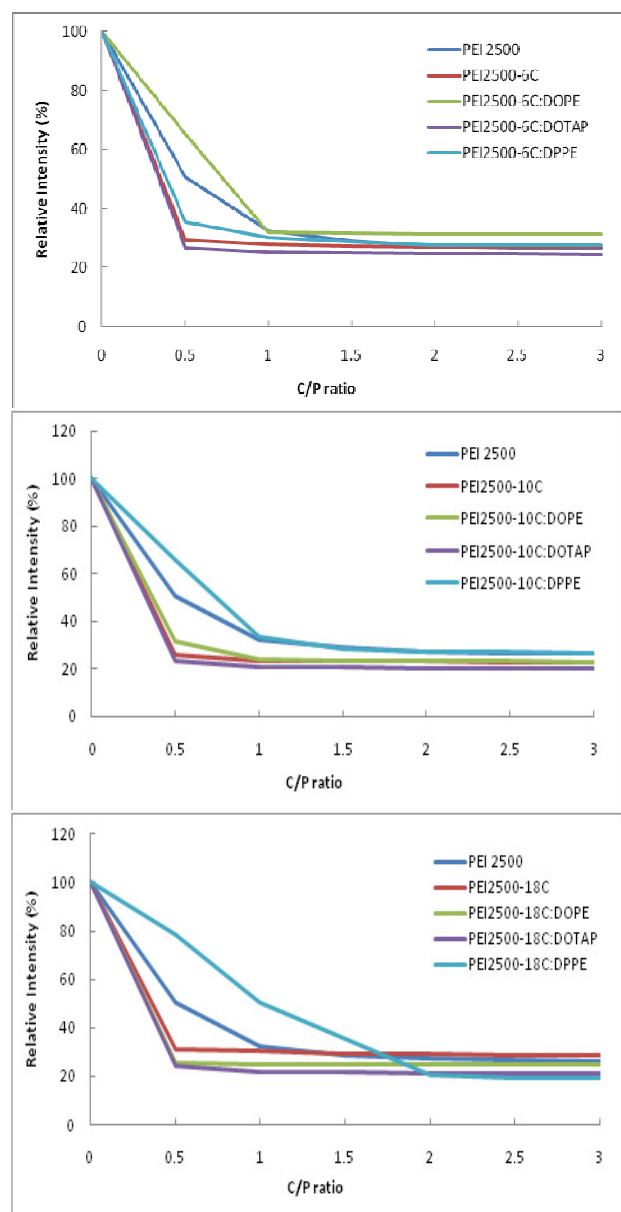 Relative Intensity (%)
100
80
60
40
20
0
0 0.5 1 1.5 2 2.5 3
C/P ratio
PEI 2500
PEI2500-6C
PEI2500-6C:DOPE
PEI2500-6C:DOTAP
PEI2500-6C:DPPE
Relative Intensity (%)
120
100
80
60
40
20
0
0 0.5 1 1.5 2 2.5 3
C/P ratio
PEI 2500
PEI2500-10C
PEI2500-10C:DOPE
PEI2500-10C:DOTAP
PEI2500-10C:DPPE
Relative Intensity (%)
120
100
80
60
40
20
0
0 0.5 1 1.5 2 2.5 3
C/P ratio
PEI 2500
PEI2500-18C
PEI2500-18C:DOPE
PEI2500-18C:DOTAP
PEI2500-18C:DPPE